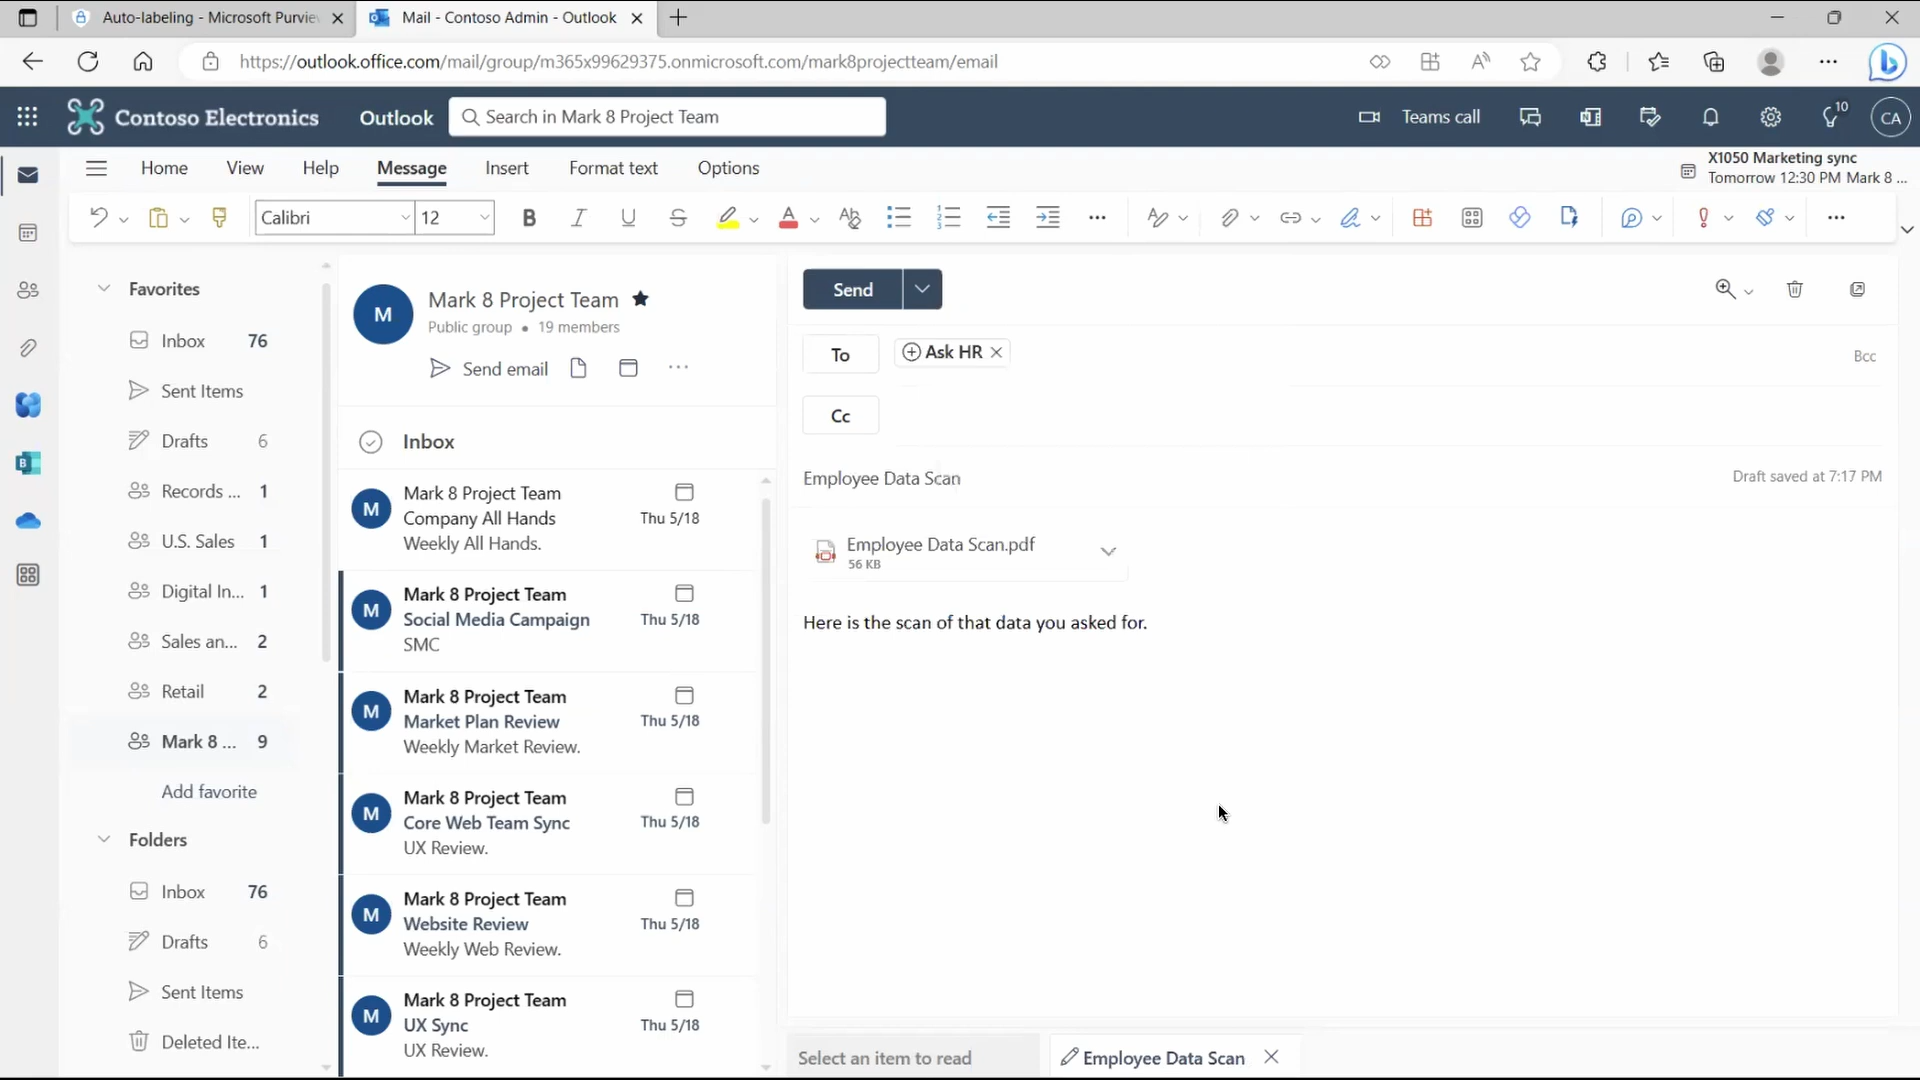 Auto-labeling - Microsoft Purvie
Mail - Contoso Admin - Outlook
https://outlook.office.com/mail/group/m365x99629375.onmicrosoft.com/mark8projectteam/email
Contoso Electronics
Outlook
Search in Mark 8 Project Team
Teams call
10
CA
Home
View
Help
Message
Insert
Format text
Options
X1050 Marketing sync
Tomorrow 12:30 PM Mark 8 ...
Calibri
12
Favorites
Inbox 76
Sent Items
Drafts 6
Records ... 1
U.S. Sales 1
Digital In... 1
Sales an... 2
Retail 2
Mark 8 ... 9
Add favorite
Folders
Inbox 76
Drafts 6
Sent Items
Deleted Ite...
M
Mark 8 Project Team
Public group • 19 members
Send email
Inbox
M
Mark 8 Project Team
Company All Hands Thu 5/18
Weekly All Hands.
M
Mark 8 Project Team
Social Media Campaign Thu 5/18
SMC
M
Mark 8 Project Team
Market Plan Review Thu 5/18
Weekly Market Review.
M
Mark 8 Project Team
Core Web Team Sync Thu 5/18
UX Review.
M
Mark 8 Project Team
Website Review Thu 5/18
Weekly Web Review.
M
Mark 8 Project Team
UX Sync Thu 5/18
UX Review.
Send
To
Ask HR
Bcc
Cc
Employee Data Scan
Draft saved at 7:17 PM
Employee Data Scan.pdf
56 KB
Here is the scan of that data you asked for.
Select an item to read
Employee Data Scan